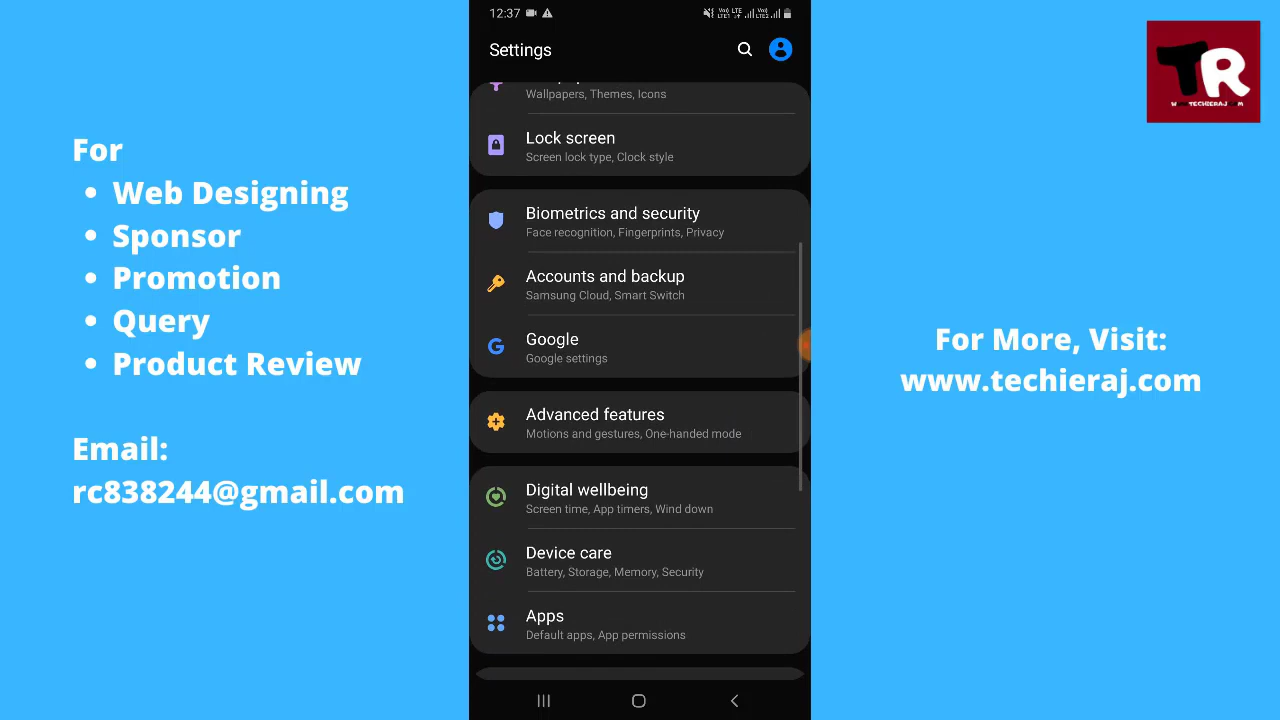 For
• Web Designing
• Sponsor
• Promotion
• Query
• Product Review
Email:
rc838244@gmail.com
12:37
Settings
Wallpapers, Themes, Icons
Lock screen
Screen lock type, Clock style
Biometrics and security
Face recognition, Fingerprints, Privacy
Accounts and backup
Samsung Cloud, Smart Switch
Google
Google settings
Advanced features
Motions and gestures, One-handed mode
Digital wellbeing
Screen time, App timers, Wind down
Device care
Battery, Storage, Memory, Security
Apps
Default apps, App permissions
TR
WWW.TECHIERAJ.COM
For More, Visit:
www.techieraj.com